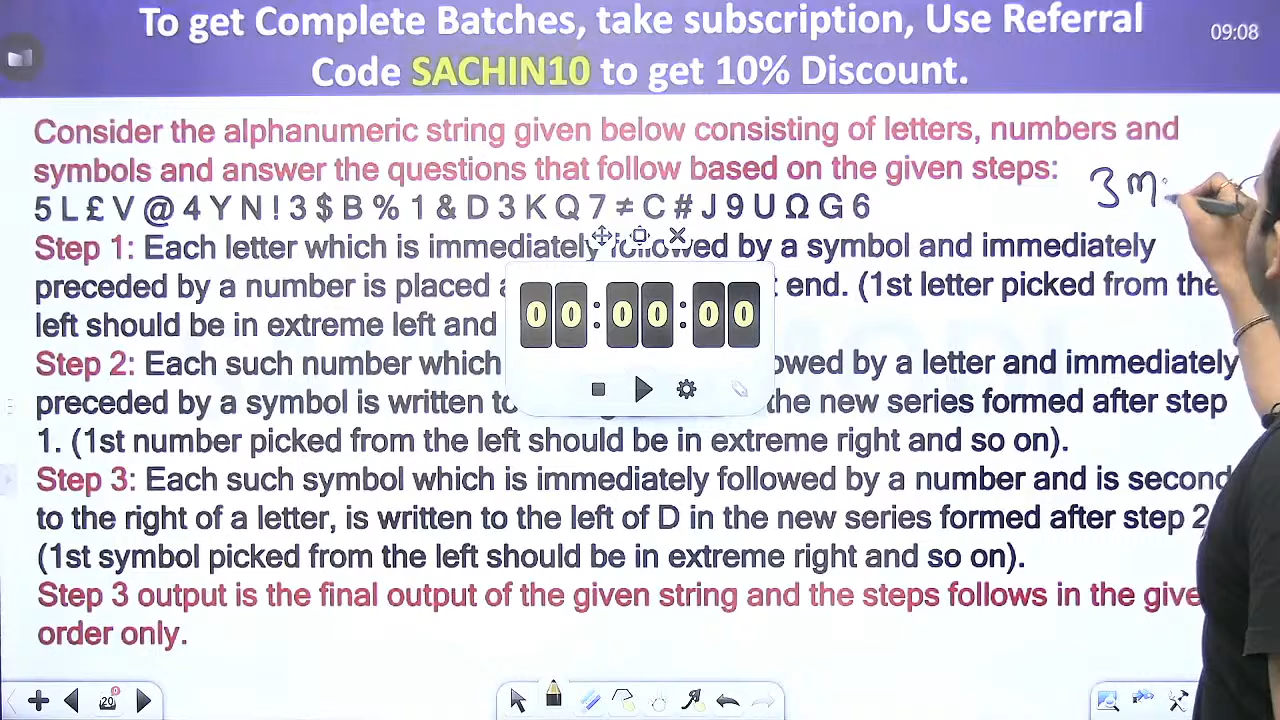 To get Complete Batches, take subscription, Use Referral
Code SACHIN10 to get 10% Discount.
09:08
Consider the alphanumeric string given below consisting of letters, numbers and
symbols and answer the questions that follow based on the given steps:
3 m
5 L £ V @ 4 Y N ! 3 $ B % 1 & D 3 K Q 7 ≠ C # J 9 U Ω G 6
Step 1: Each letter which is immediately followed by a symbol and immediately
preceded by a number is placed end. (1st letter picked from the
left should be in extreme left and
00:00:00
Step 2: Each such number which by a letter and immediately
preceded by a symbol is written the new series formed after step
1. (1st number picked from the left should be in extreme right and so on).
Step 3: Each such symbol which is immediately followed by a number and is second
to the right of a letter, is written to the left of D in the new series formed after step 2
(1st symbol picked from the left should be in extreme right and so on).
Step 3 output is the final output of the given string and the steps follows in the
order only.
20